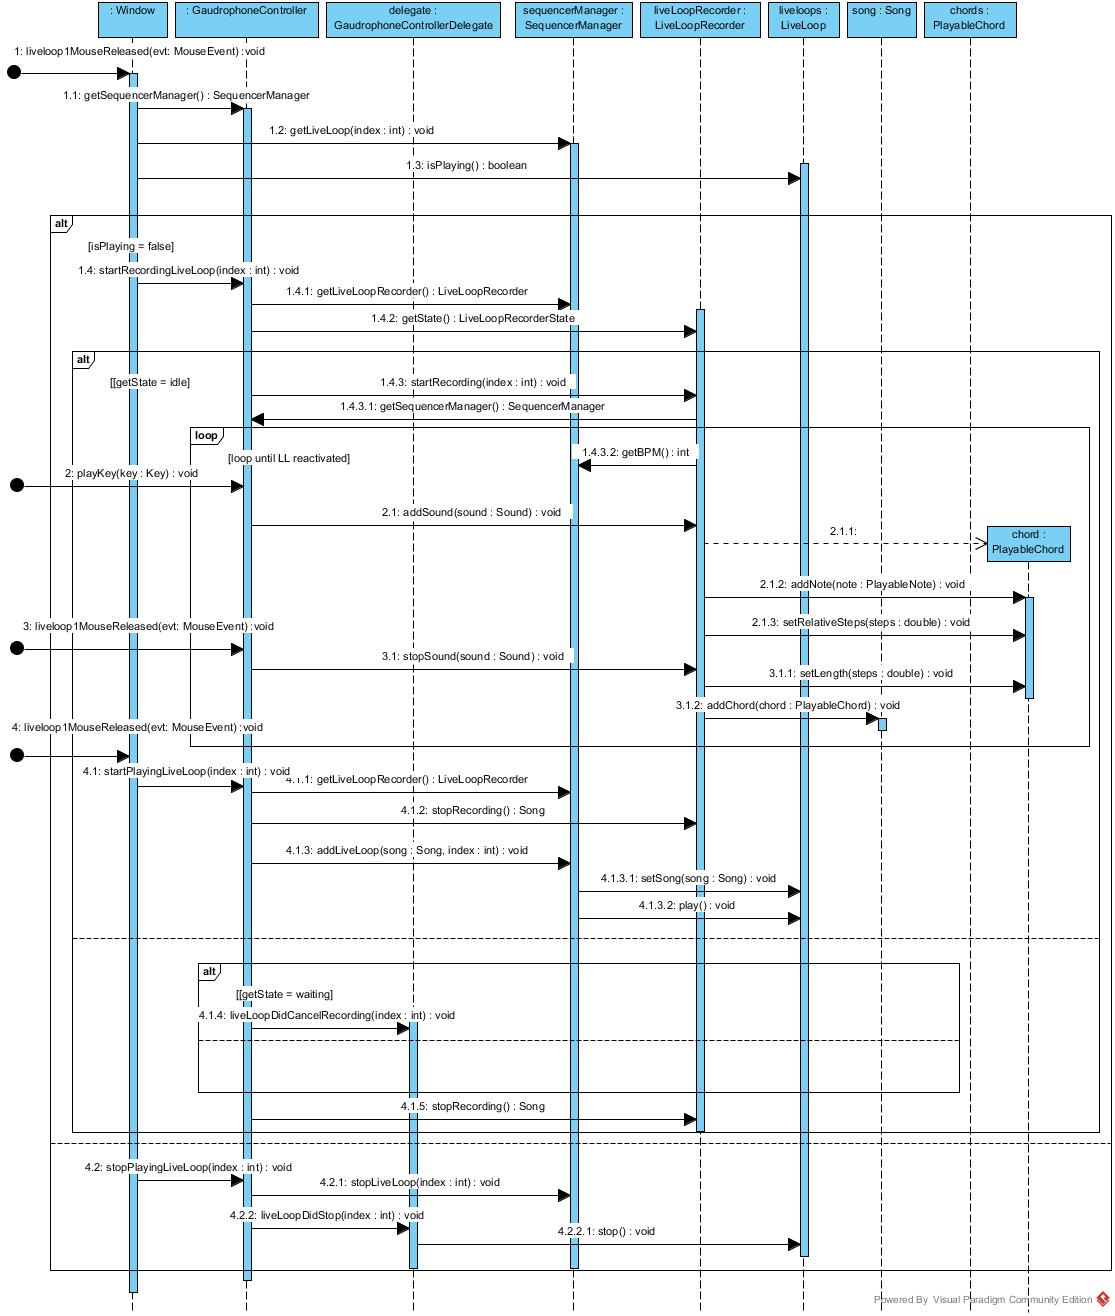 : Window
: GaudrophoneController
delegate :
GaudrophoneControllerDelegate
sequencerManager :
SequencerManager
liveLoopRecorder :
LiveLoopRecorder
liveloops :
LiveLoop
song : Song
chords :
PlayableChord
1: liveloop1MouseReleased(evt: MouseEvent) :void
1.1: getSequencerManager() : SequencerManager
1.2: getLiveLoop(index : int) : void
1.3: isPlaying() : boolean
alt
[isPlaying = false]
1.4: startRecordingLiveLoop(index : int) : void
1.4.1: getLiveLoopRecorder() : LiveLoopRecorder
1.4.2: getState() : LiveLoopRecorderState
alt
[[getState = idle]
1.4.3: startRecording(index : int) : void
1.4.3.1: getSequencerManager() : SequencerManager
loop
[loop until LL reactivated]
1.4.3.2: getBPM() : int
2: playKey(key : Key) : void
2.1: addSound(sound : Sound) : void
2.1.1:
chord :
PlayableChord
2.1.2: addNote(note : PlayableNote) : void
2.1.3: setRelativeSteps(steps : double) : void
3: liveloop1MouseReleased(evt: MouseEvent) :void
3.1: stopSound(sound : Sound) : void
3.1.1: setLength(steps : double) : void
3.1.2: addChord(chord : PlayableChord) : void
4: liveloop1MouseReleased(evt: MouseEvent) :void
4.1: startPlayingLiveLoop(index : int) : void
4.1.1: getLiveLoopRecorder() : LiveLoopRecorder
4.1.2: stopRecording() : Song
4.1.3: addLiveLoop(song : Song, index : int) : void
4.1.3.1: setSong(song : Song) : void
4.1.3.2: play() : void
alt
[[getState = waiting]
4.1.4: liveLoopDidCancelRecording(index : int) : void
4.1.5: stopRecording() : Song
4.2: stopPlayingLiveLoop(index : int) : void
4.2.1: stopLiveLoop(index : int) : void
4.2.2: liveLoopDidStop(index : int) : void
4.2.2.1: stop() : void
Powered By Visual Paradigm Community Edition